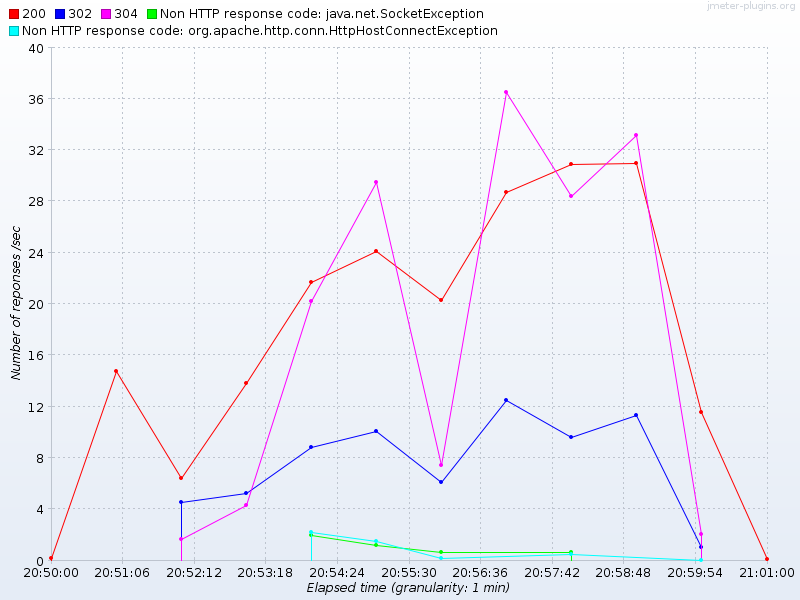 jmeter-plugins.org
200 302 304 Non HTTP response code: java.net.SocketException
Non HTTP response code: org.apache.http.conn.HttpHostConnectException
40
36
32
28
24
20
16
12
8
4
0
Number of reponses /sec
20:50:00 20:51:06 20:52:12 20:53:18 20:54:24 20:55:30 20:56:36 20:57:42 20:58:48 20:59:54 21:01:00
Elapsed time (granularity: 1 min)